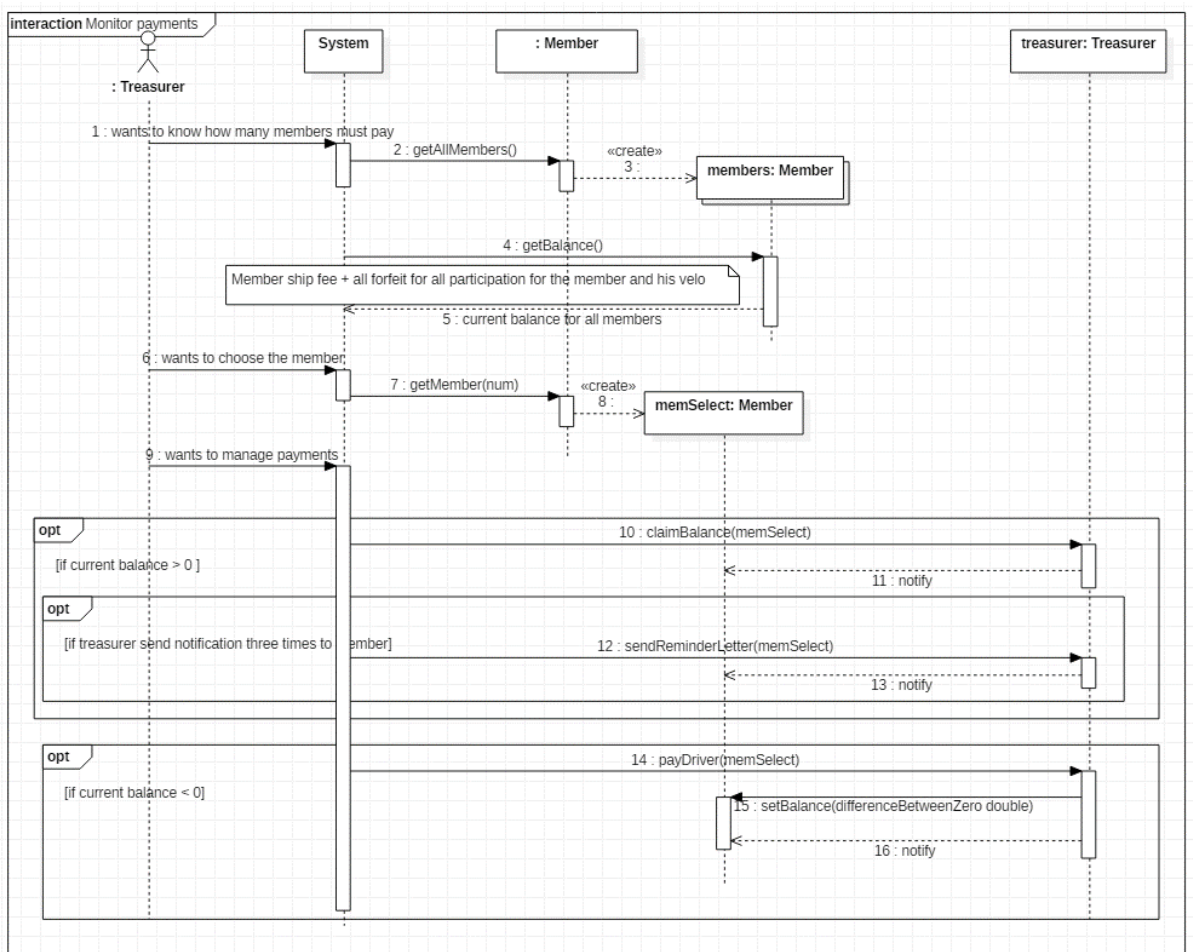 interaction Monitor payments
System
: Member
treasurer: Treasurer
: Treasurer
1 : wants to know how many members must pay
2 : getAllMembers()
«create»
3 :
members: Member
4 : getBalance()
Member ship fee + all forfeit for all participation for the member and his velo
5 : current balance for all members
6 : wants to choose the member
7 : getMember(num)
«create»
8 :
memSelect: Member
9 : wants to manage payments
opt
10 : claimBalance(memSelect)
[if current balance > 0 ]
11 : notify
opt
[if treasurer send notification three times to member]
12 : sendReminderLetter(memSelect)
13 : notify
opt
14 : payDriver(memSelect)
[if current balance < 0]
15 : setBalance(differenceBetweenZero double)
16 : notify